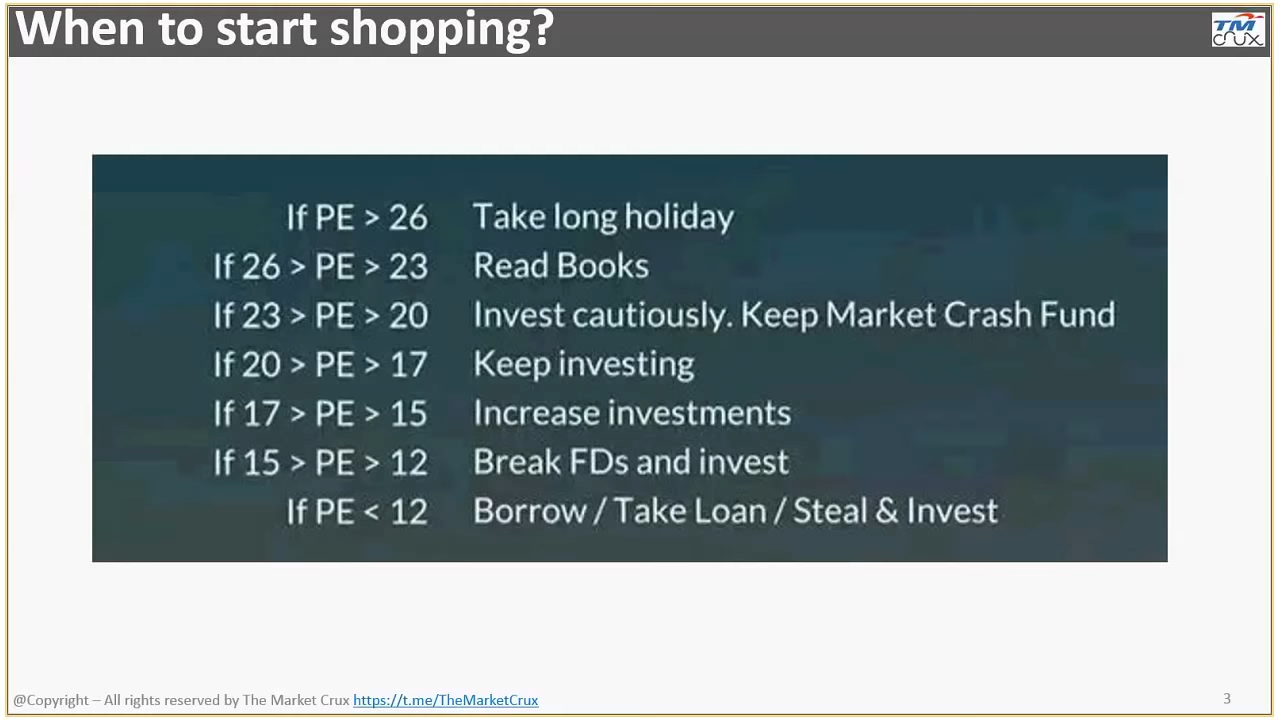 When to start shopping?
TM
CRUX
If PE > 26 Take long holiday
If 26 > PE > 23 Read Books
If 23 > PE > 20 Invest cautiously. Keep Market Crash Fund
If 20 > PE > 17 Keep investing
If 17 > PE > 15 Increase investments
If 15 > PE > 12 Break FDs and invest
If PE < 12 Borrow / Take Loan / Steal & Invest
@Copyright – All rights reserved by The Market Crux https://t.me/TheMarketCrux
3